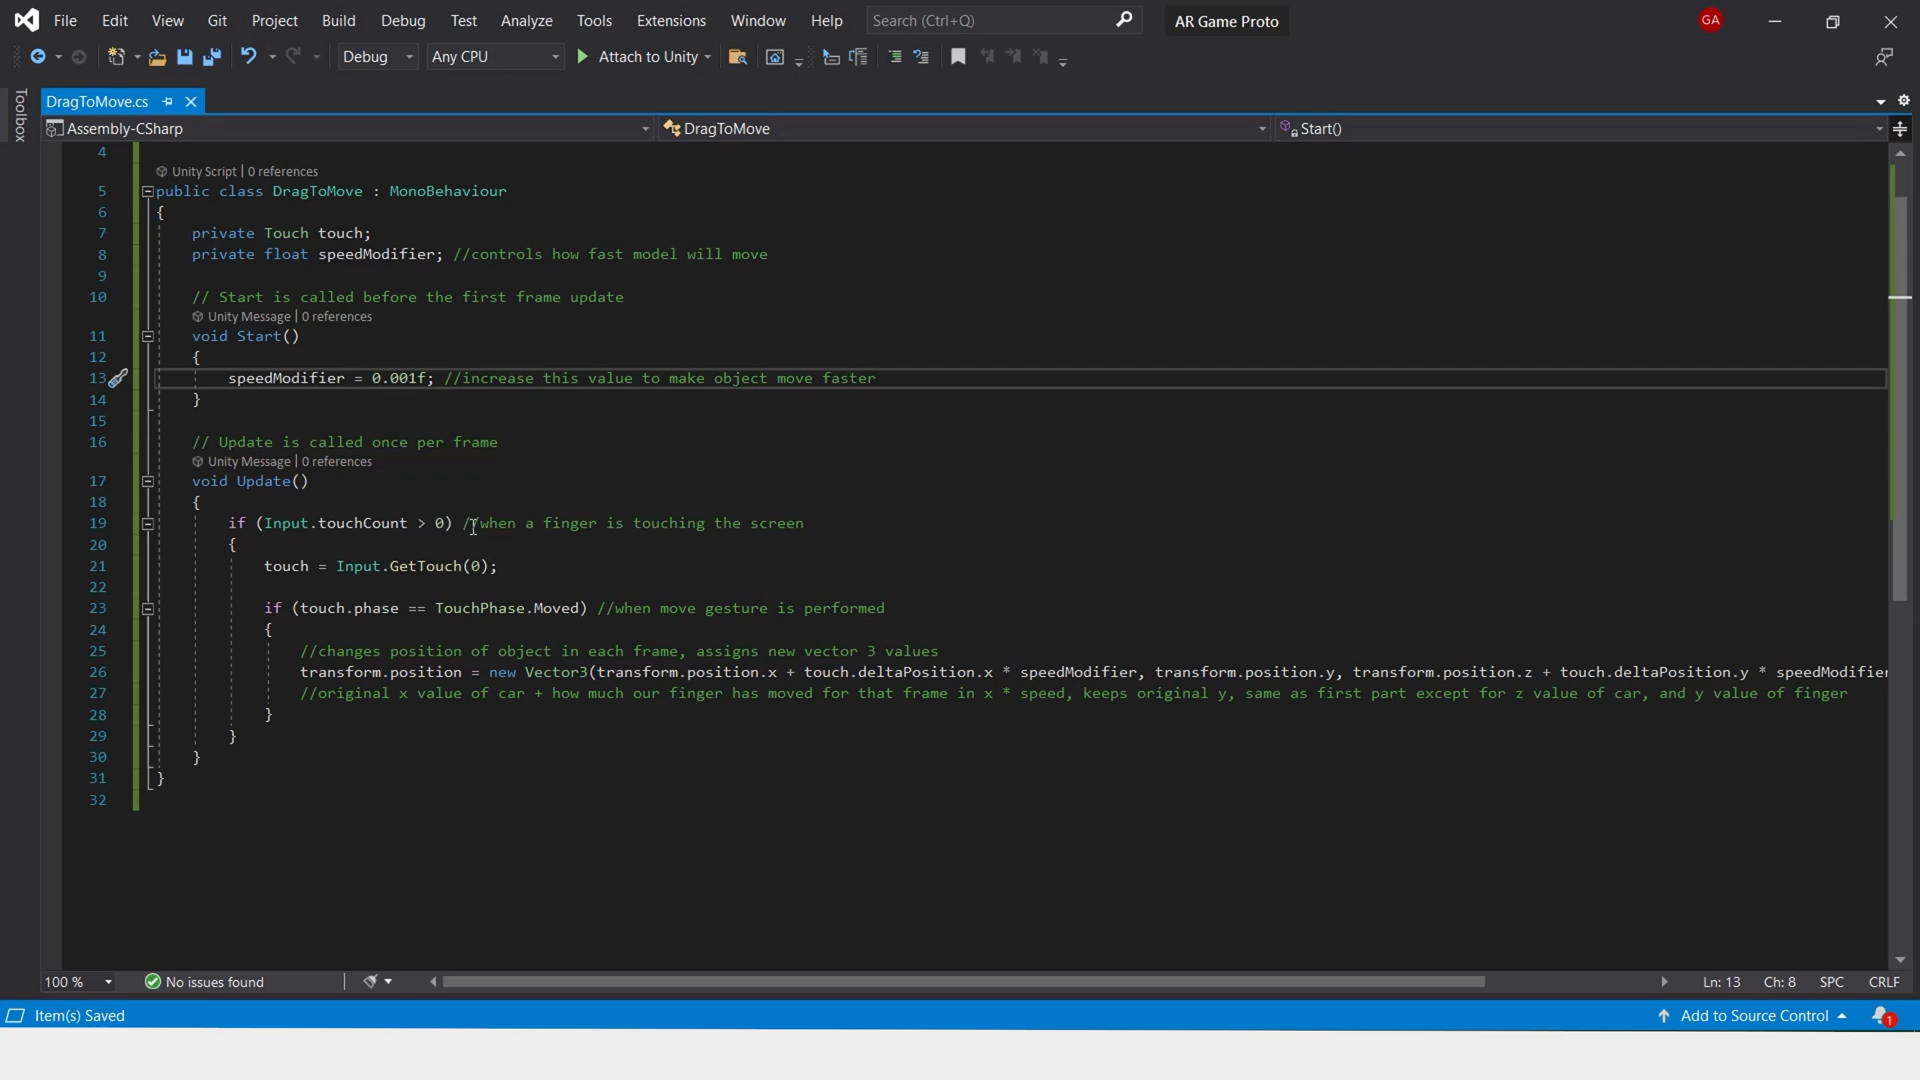 File Edit View Git Project Build Debug Test Analyze Tools Extensions Window Help Search (Ctrl+Q) AR Game Proto GA
Debug Any CPU Attach to Unity
Toolbox
DragToMove.cs
Assembly-CSharp DragToMove Start()
4
Unity Script | 0 references
5 public class DragToMove : MonoBehaviour
6 {
7 private Touch touch;
8 private float speedModifier; //controls how fast model will move
9
10 // Start is called before the first frame update
Unity Message | 0 references
11 void Start()
12 {
13 speedModifier = 0.001f; //increase this value to make object move faster
14 }
15
16 // Update is called once per frame
Unity Message | 0 references
17 void Update()
18 {
19 if (Input.touchCount > 0) //when a finger is touching the screen
20 {
21 touch = Input.GetTouch(0);
22
23 if (touch.phase == TouchPhase.Moved) //when move gesture is performed
24 {
25 //changes position of object in each frame, assigns new vector 3 values
26 transform.position = new Vector3(transform.position.x + touch.deltaPosition.x * speedModifier, transform.position.y, transform.position.z + touch.deltaPosition.y * speedModifier
27 //original x value of car + how much our finger has moved for that frame in x * speed, keeps original y, same as first part except for z value of car, and y value of finger
28 }
29 }
30 }
31 }
32
100 % No issues found Ln: 13 Ch: 8 SPC CRLF
Item(s) Saved Add to Source Control 1